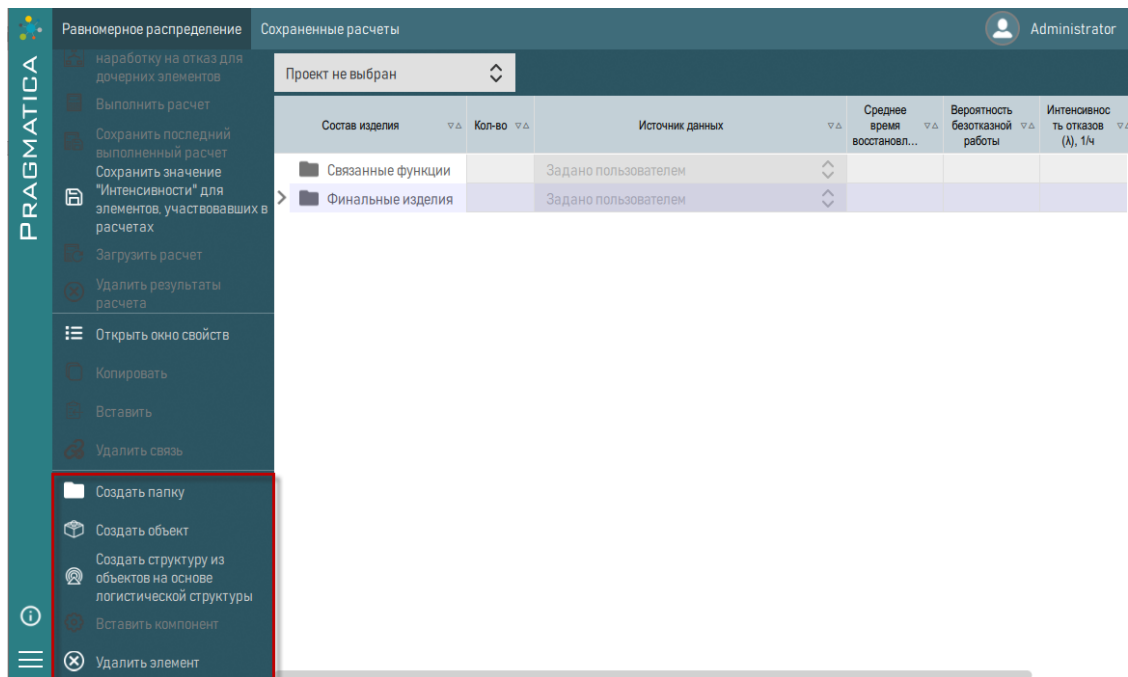 Равномерное распределение
Сохраненные расчеты
Administrator
PRAGMATICA
наработку на отказ для
дочерних элементов
Выполнить расчет
Сохранить последний
выполненный расчет
Сохранить значение
"Интенсивности" для
элементов, участвовавших в
расчетах
Загрузить расчет
Удалить результаты
расчета
Открыть окно свойств
Копировать
Вставить
Удалить связь
Создать папку
Создать объект
Создать структуру из
объектов на основе
логистической структуры
Вставить компонент
Удалить элемент
Проект не выбран
Состав изделия
Кол-во
Источник данных
Среднее
время
восстановл...
Вероятность
безотказной
работы
Интенсивнос
ть отказов
(λ), 1/ч
Связанные функции
Задано пользователем
Финальные изделия
Задано пользователем